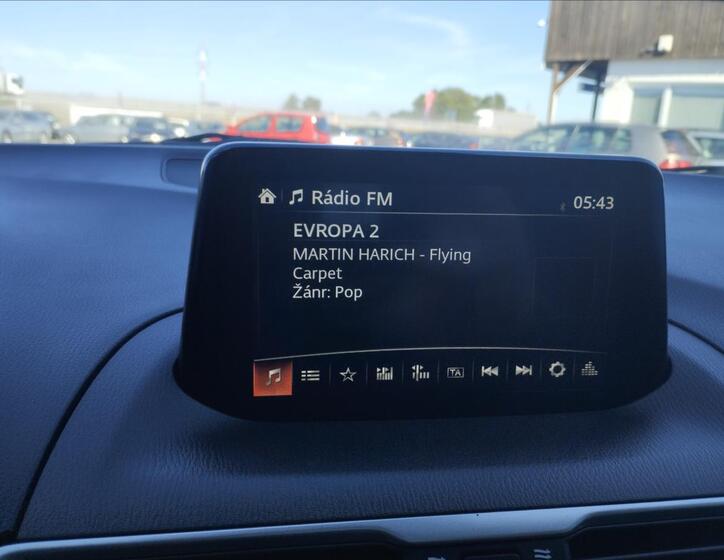 Rádio FM
05:43
EVROPA 2
MARTIN HARICH - Flying
Carpet
Žánr: Pop
TA